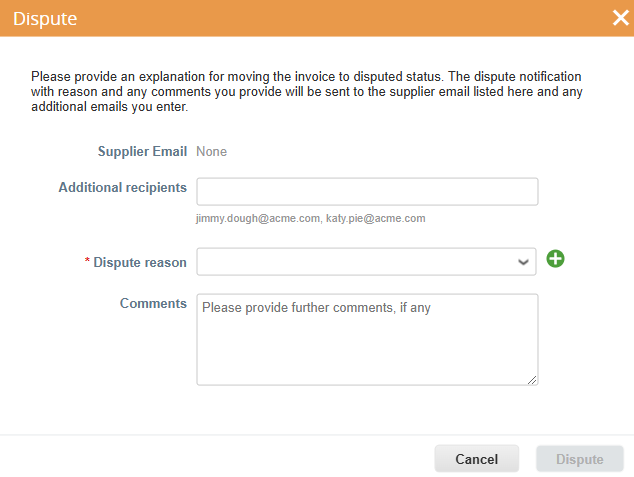 Dispute
Please provide an explanation for moving the invoice to disputed status. The dispute notification
with reason and any comments you provide will be sent to the supplier email listed here and any
additional emails you enter.
Supplier Email None
Additional recipients
jimmy.dough@acme.com, katy.pie@acme.com
* Dispute reason
Comments Please provide further comments, if any
Cancel Dispute